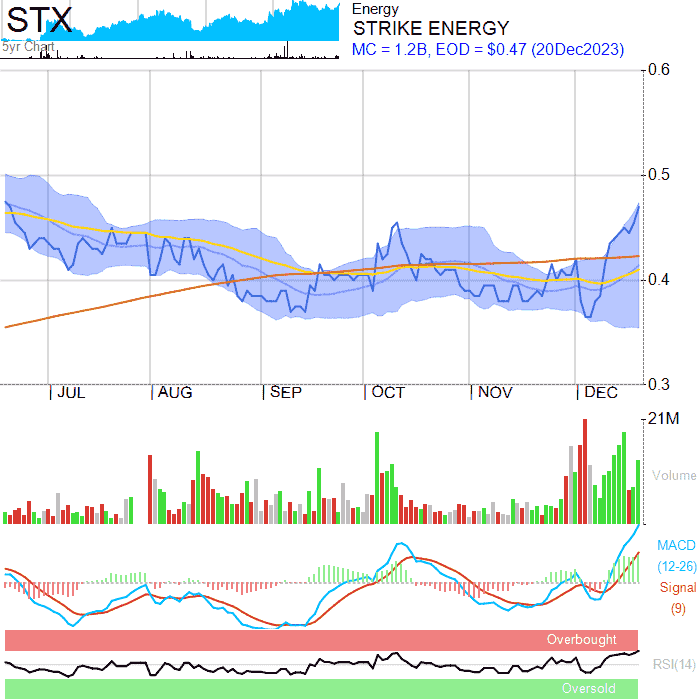 STX
5yr Chart
Energy
STRIKE ENERGY
MC = 1.2B, EOD = $0.47 (20Dec2023)
0.6
0.5
0.4
0.3
JUL
AUG
SEP
OCT
NOV
DEC
21M
Volume
MACD
(12-26)
Signal
(9)
Overbought
RSI(14)
Oversold